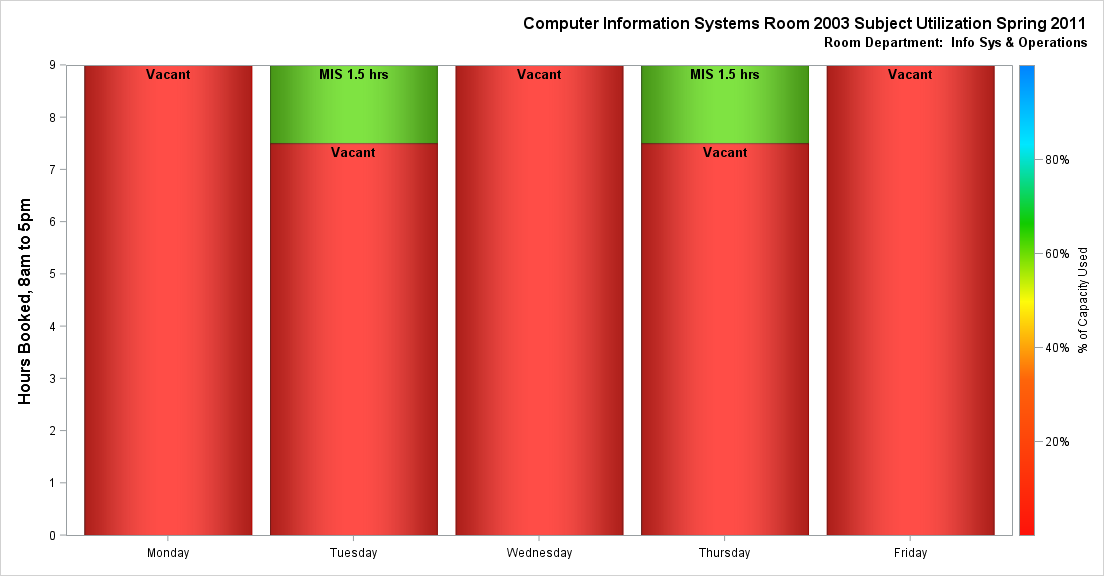 Computer Information Systems Room 2003 Subject Utilization Spring 2011
Room Department: Info Sys & Operations
Hours Booked, 8am to 5pm
9
8
7
6
5
4
3
2
1
0
Vacant
MIS 1.5 hrs
Vacant
Vacant
MIS 1.5 hrs
Vacant
Vacant
Monday
Tuesday
Wednesday
Thursday
Friday
80%
60%
40%
20%
% of Capacity Used